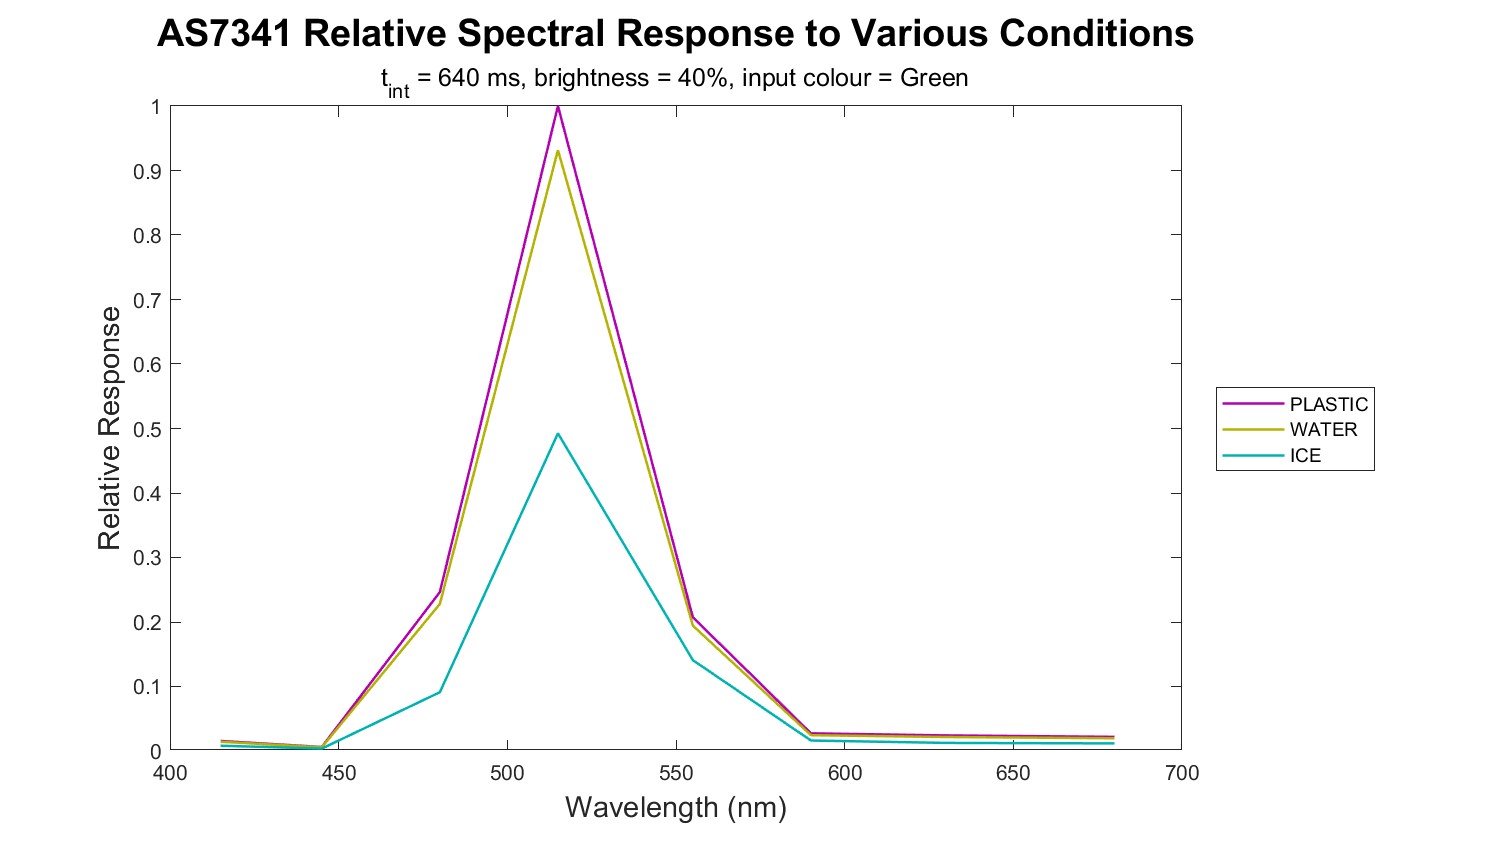 AS7341 Relative Spectral Response to Various Conditions
t_int = 640 ms, brightness = 40%, input colour = Green
1
0.9
0.8
0.7
0.6
0.5
0.4
0.3
0.2
0.1
0
Relative Response
400 450 500 550 600 650 700
Wavelength (nm)
PLASTIC
WATER
ICE